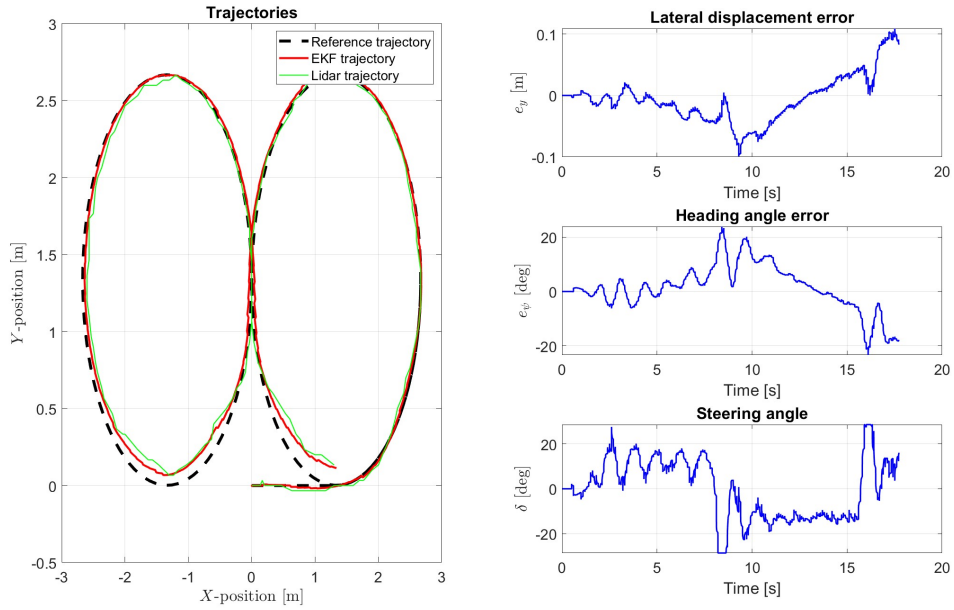 Trajectories
3
2.5
2
1.5
1
0.5
0
-0.5
-3
-2
-1
0
1
2
3
Y-position [m]
X-position [m]
Reference trajectory
EKF trajectory
Lidar trajectory
Lateral displacement error
0.1
0
-0.1
e_y [m]
0
5
10
15
20
Time [s]
Heading angle error
20
0
-20
e_ψ [deg]
0
5
10
15
20
Time [s]
Steering angle
20
0
-20
δ [deg]
0
5
10
15
20
Time [s]